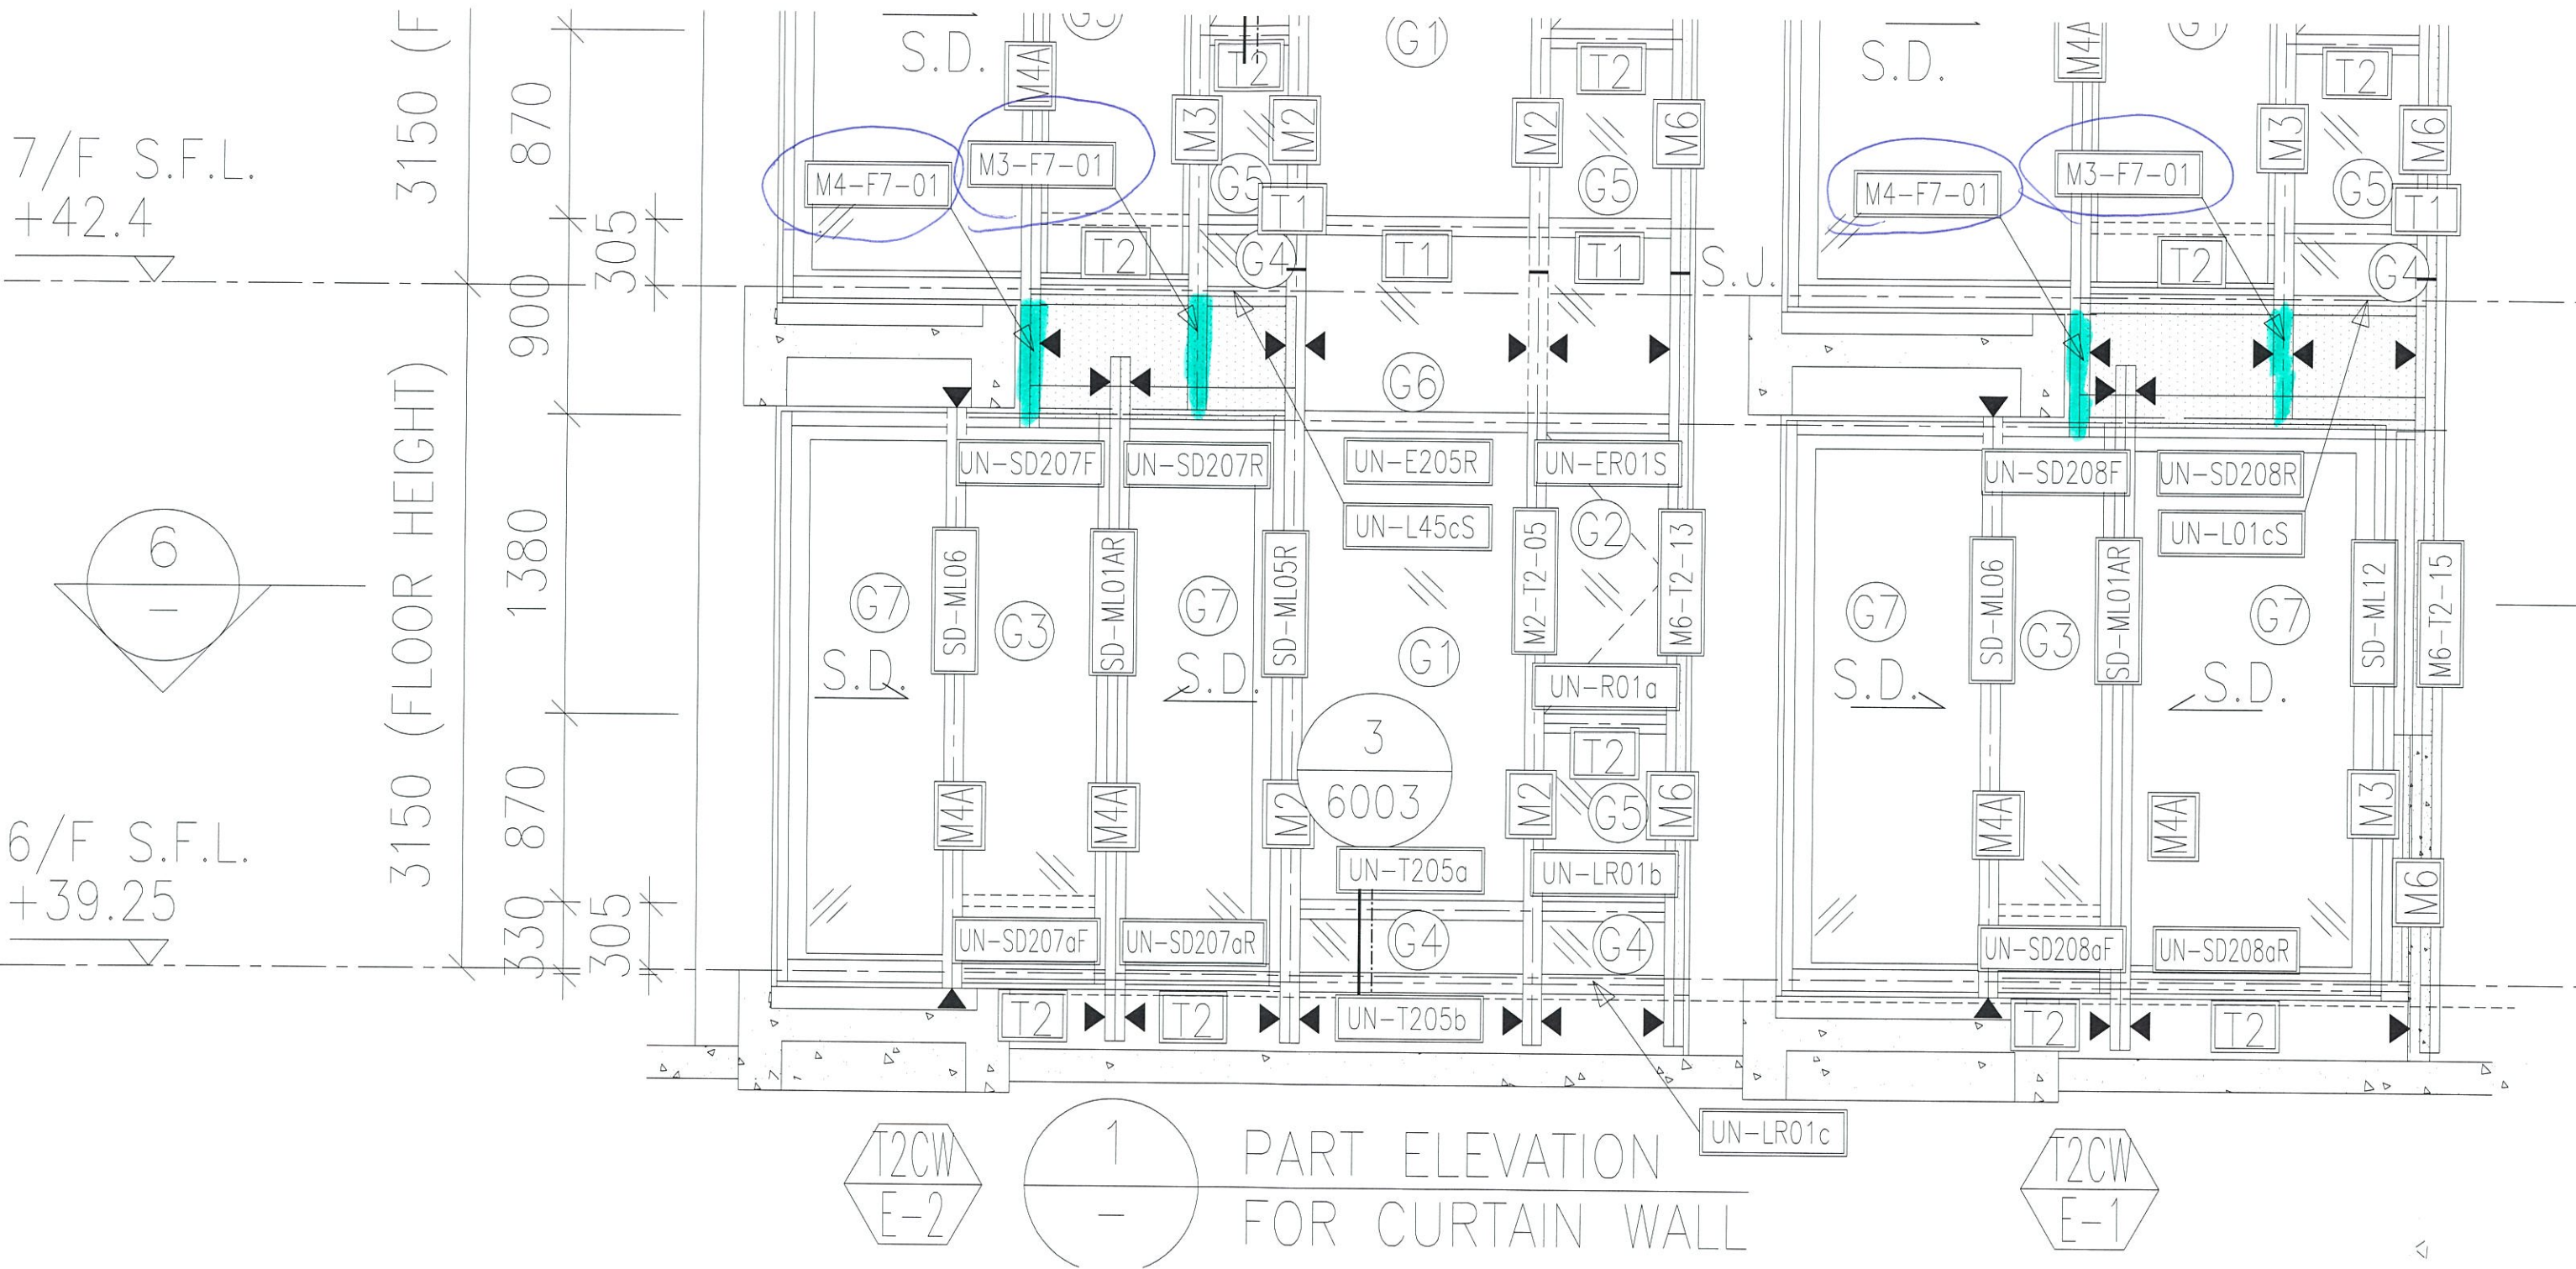 3150 (F
870
305
900
7/F S.F.L.
+42.4
S.D.
M4A
T2
M3
M2
G1
T2
M2
M6
G5
M4-F7-01
M3-F7-01
G5
T1
T2
G4
T1
T1
S.J.
S.D.
M4A
T2
M3
M6
M4-F7-01
M3-F7-01
G5
T1
T2
G4
G6
3150 (FLOOR HEIGHT)
1380
870
330
305
6
-
6/F S.F.L.
+39.25
UN-SD207F
UN-SD207R
UN-E205R
UN-ER01S
UN-L45cS
G7
SD-ML06
G3
SD-ML01AR
G7
SD-ML05R
S.D.
S.D.
G1
M2-T2-05
G2
M6-T2-13
UN-R01a
T2
3
6003
M4A
M4A
M2
M2
G5
M6
UN-T205a
UN-LR01b
UN-SD207aF
UN-SD207aR
G4
G4
T2
T2
UN-T205b
UN-SD208F
UN-SD208R
UN-L01cS
G7
SD-ML06
G3
SD-ML01AR
G7
SD-ML12
M6-T2-15
S.D.
S.D.
M4A
M4A
M3
M6
UN-SD208aF
UN-SD208aR
T2
T2
UN-LR01c
T2CW
E-2
1
-
PART ELEVATION
FOR CURTAIN WALL
T2CW
E-1